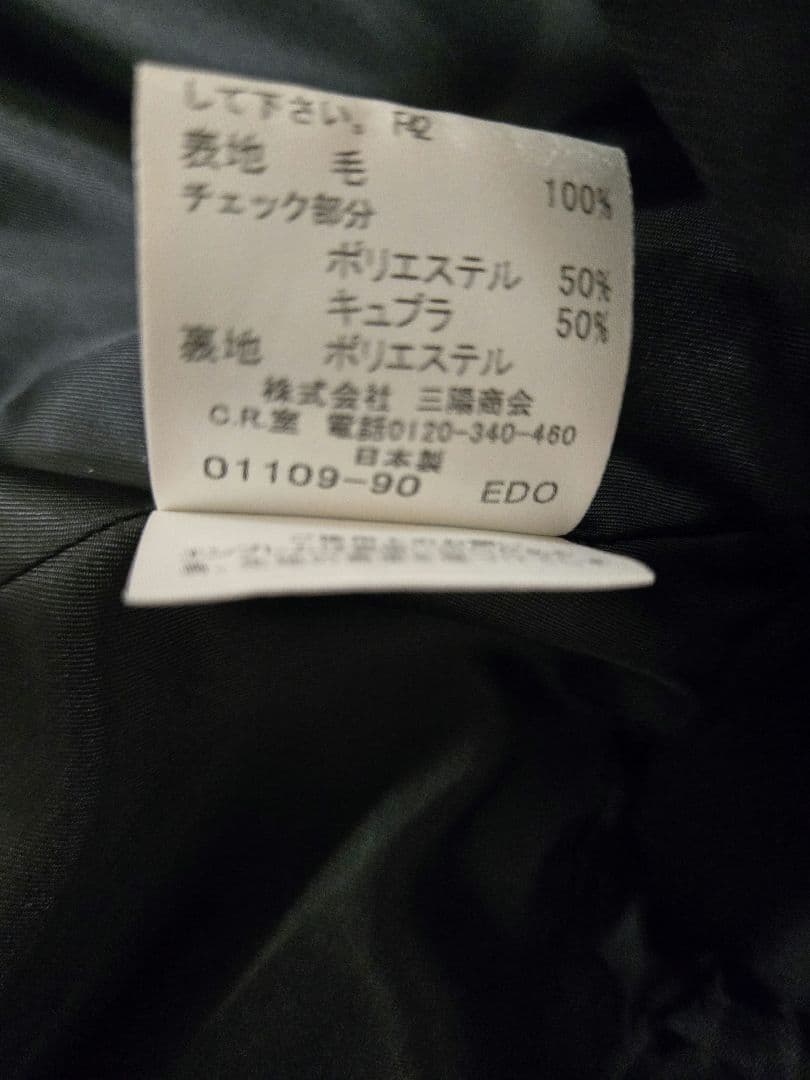 して下さい。 R2
表地 毛 100%
チェック部分
ポリエステル 50%
キュプラ 50%
裏地 ポリエステル
株式会社 三陽商会
C.R.室 電話0120-340-460
日本製
01109-90 EDO